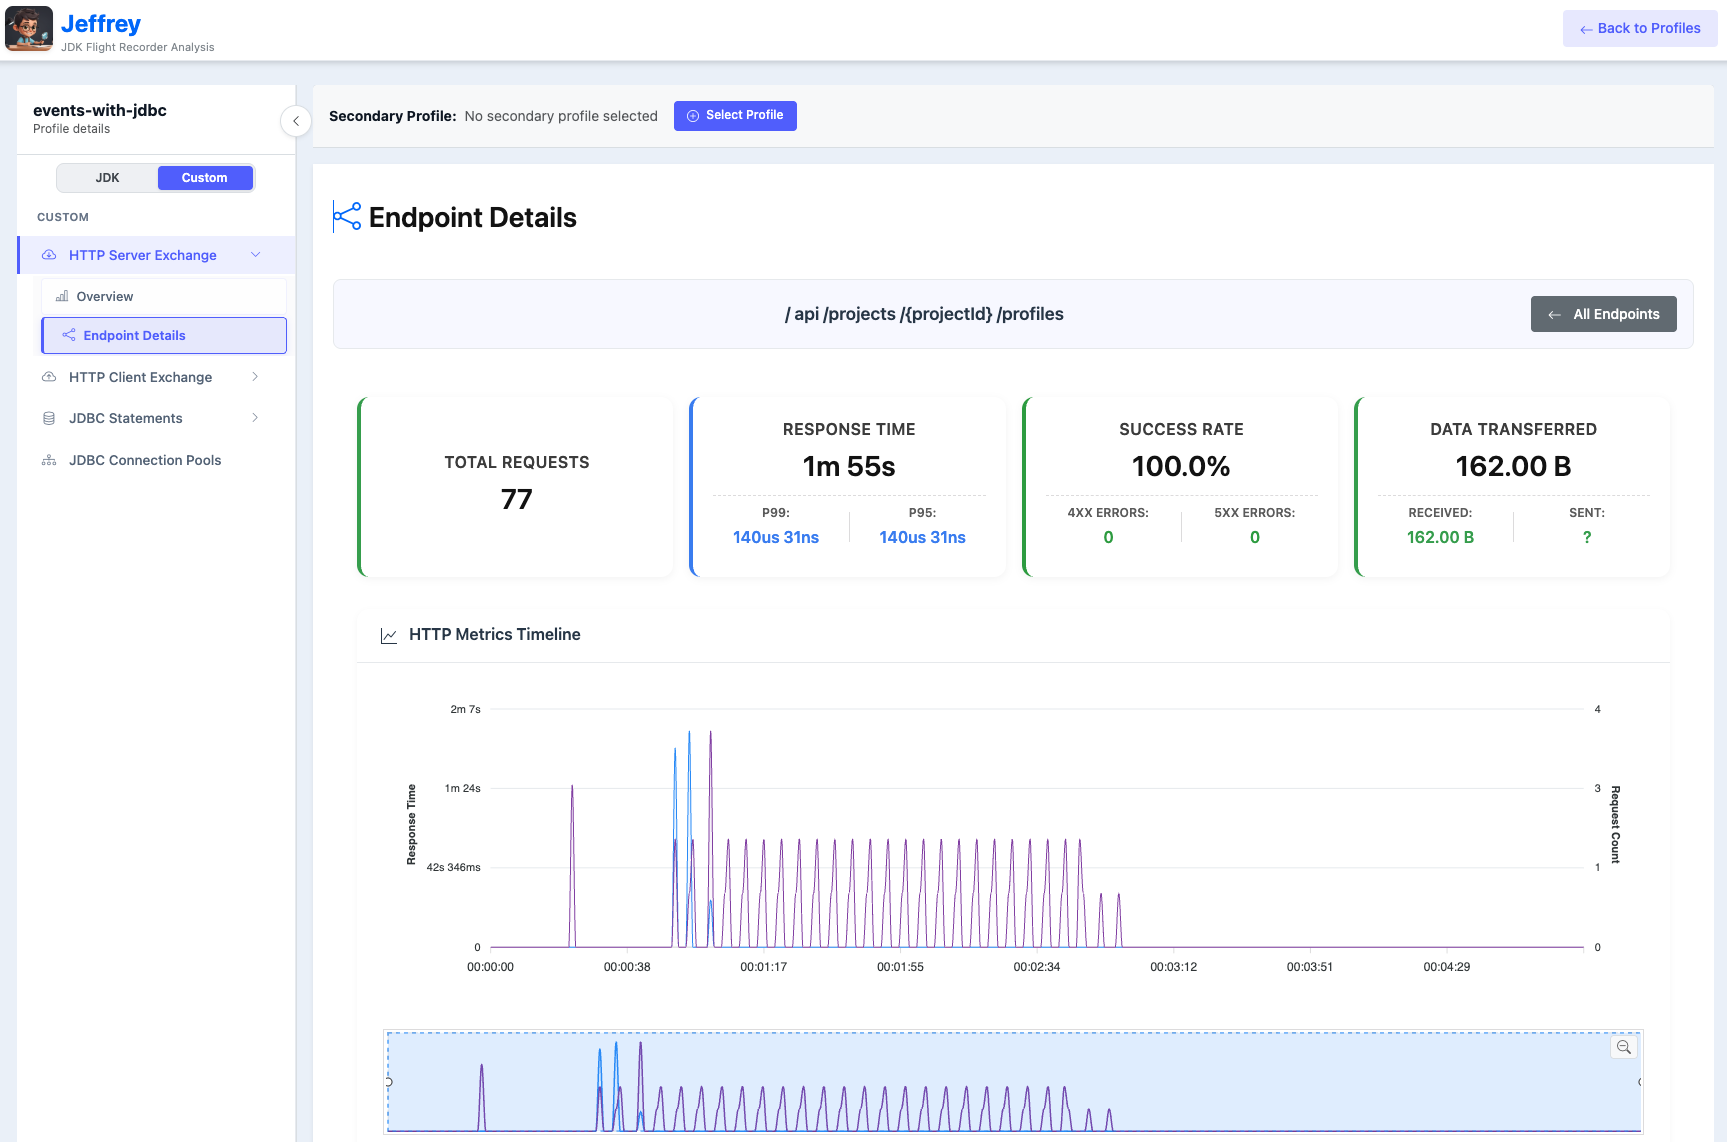 Jeffrey
JDK Flight Recorder Analysis
← Back to Profiles
events-with-jdbc
Profile details
JDK
Custom
CUSTOM
HTTP Server Exchange
Overview
Endpoint Details
HTTP Client Exchange
JDBC Statements
JDBC Connection Pools
Secondary Profile: No secondary profile selected
Select Profile
Endpoint Details
/ api /projects /{projectId} /profiles
← All Endpoints
TOTAL REQUESTS
77
RESPONSE TIME
1m 55s
P99:
140us 31ns
P95:
140us 31ns
SUCCESS RATE
100.0%
4XX ERRORS:
0
5XX ERRORS:
0
DATA TRANSFERRED
162.00 B
RECEIVED:
162.00 B
SENT:
?
HTTP Metrics Timeline
2m 7s
1m 24s
42s 346ms
0
Response Time
4
3
1
0
Request Count
00:00:00
00:00:38
00:01:17
00:01:55
00:02:34
00:03:12
00:03:51
00:04:29